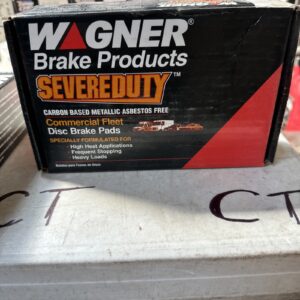 WAGNER
Brake Products
SEVEREDUTY™
CARBON BASED METALLIC ASBESTOS FREE
Commercial Fleet
Disc Brake Pads
SPECIALLY FORMULATED FOR
· High Heat Applications
· Frequent Stopping
· Heavy Loads
CT CT